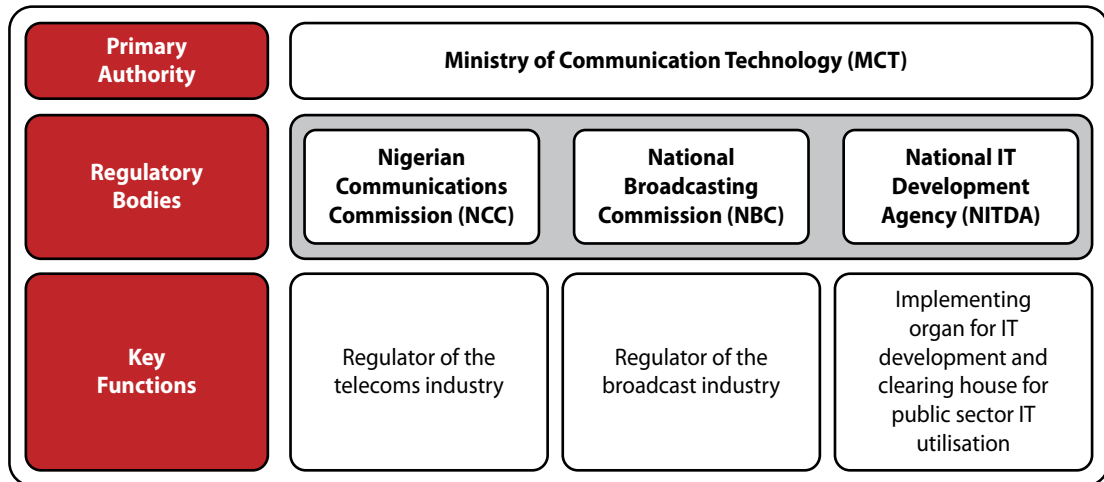 Primary
Authority
Ministry of Communication Technology (MCT)
Regulatory
Bodies
Nigerian
Communications
Commission (NCC)
National
Broadcasting
Commission (NBC)
National IT
Development
Agency (NITDA)
Key
Functions
Regulator of the
telecoms industry
Regulator of the
broadcast industry
Implementing
organ for IT
development and
clearing house for
public sector IT
utilisation